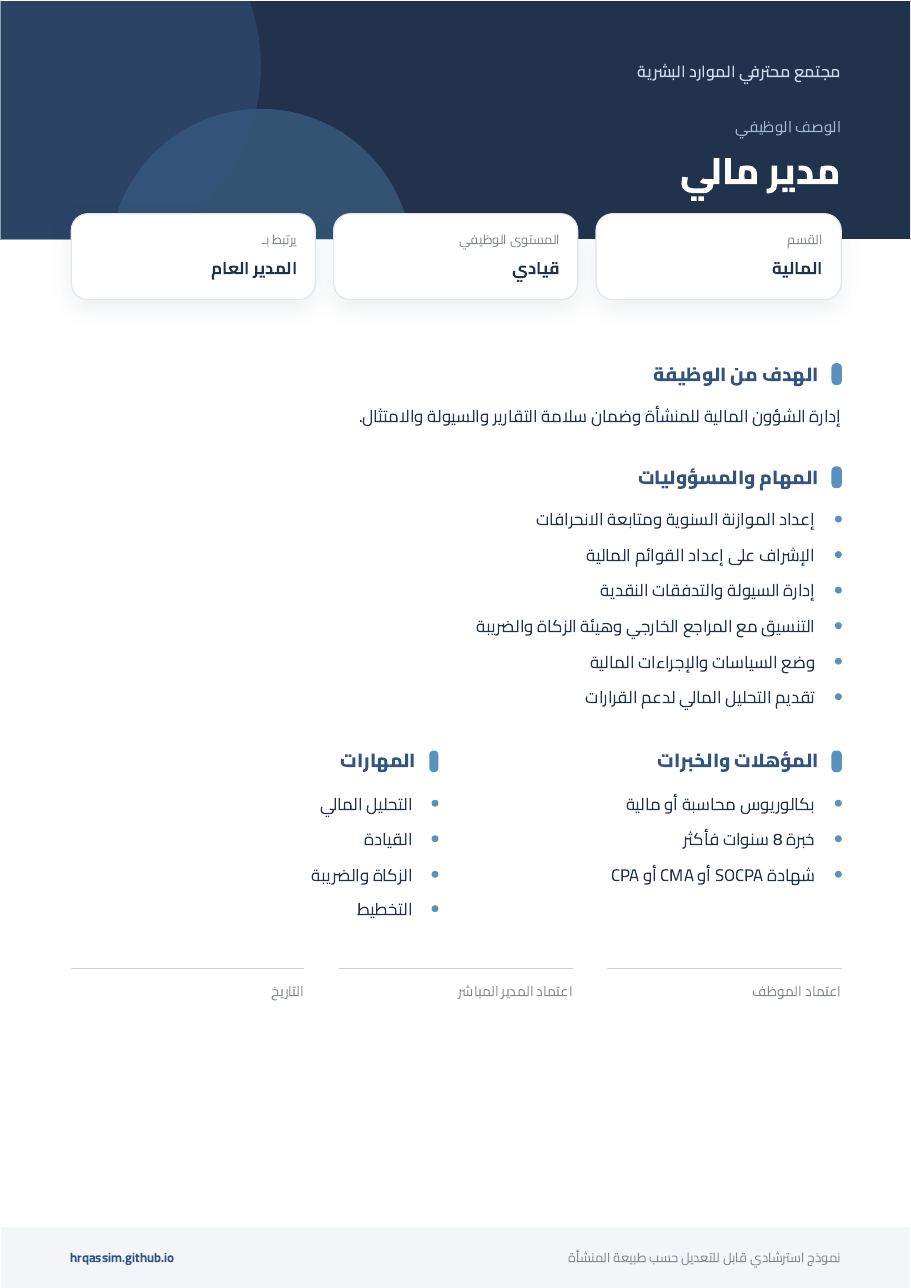 مجتمع محترفي الموارد البشرية
الوصف الوظيفي
مدير مالي
القسم
المالية
المستوى الوظيفي
قيادي
يرتبط بـ
المدير العام
الهدف من الوظيفة
إدارة الشؤون المالية للمنشأة وضمان سلامة التقارير والسيولة والامتثال.
المهام والمسؤوليات
إعداد الموازنة السنوية ومتابعة الانحرافات
الإشراف على إعداد القوائم المالية
إدارة السيولة والتدفقات النقدية
التنسيق مع المراجع الخارجي وهيئة الزكاة والضريبة
وضع السياسات والإجراءات المالية
تقديم التحليل المالي لدعم القرارات
المؤهلات والخبرات
بكالوريوس محاسبة أو مالية
خبرة 8 سنوات فأكثر
شهادة SOCPA أو CMA أو CPA
المهارات
التحليل المالي
القيادة
الزكاة والضريبة
التخطيط
اعتماد الموظف
اعتماد المدير المباشر
التاريخ
نموذج استرشادي قابل للتعديل حسب طبيعة المنشأة
hrqassim.github.io